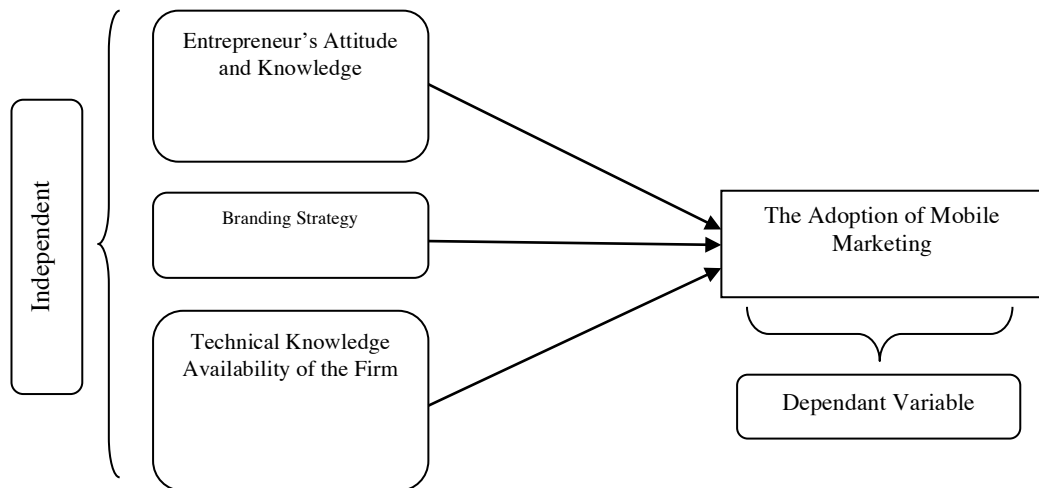 Independent
Entrepreneur’s Attitude
and Knowledge
Branding Strategy
Technical Knowledge
Availability of the Firm
The Adoption of Mobile
Marketing
Dependant Variable